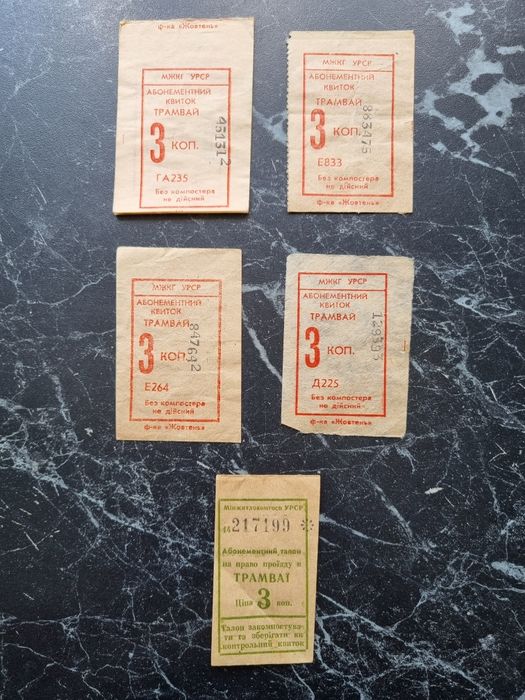 ф-ка «Жовтень»
МЖКГ УРСР
АБОНЕМЕНТНИЙ
КВИТОК
ТРАМВАЙ
3 КОП.
451312
ГА235
Без компостера
не дійсний
МЖКГ УРСР
АБОНЕМЕНТНИЙ
КВИТОК
ТРАМВАЙ
3 КОП.
863475
Е833
Без компостера
не дійсний
ф-ка «Жовтень»
МЖКГ УРСР
АБОНЕМЕНТНИЙ
КВИТОК
ТРАМВАЙ
3 КОП.
847642
Е264
Без компостера
не дійсний
ф-ка «Жовтень»
МЖКГ УРСР
АБОНЕМЕНТНИЙ
КВИТОК
ТРАМВАЙ
3 КОП.
Д225
Без компостера
не дійсний
ф-ка «Жовтень»
Мінжитлокомгосп УРСР
217199
Абонементний талон
на право проїзду в
ТРАМВАЇ
Ціна 3 коп.
Талон закомпостува-
ти та зберігати як
контрольний квиток